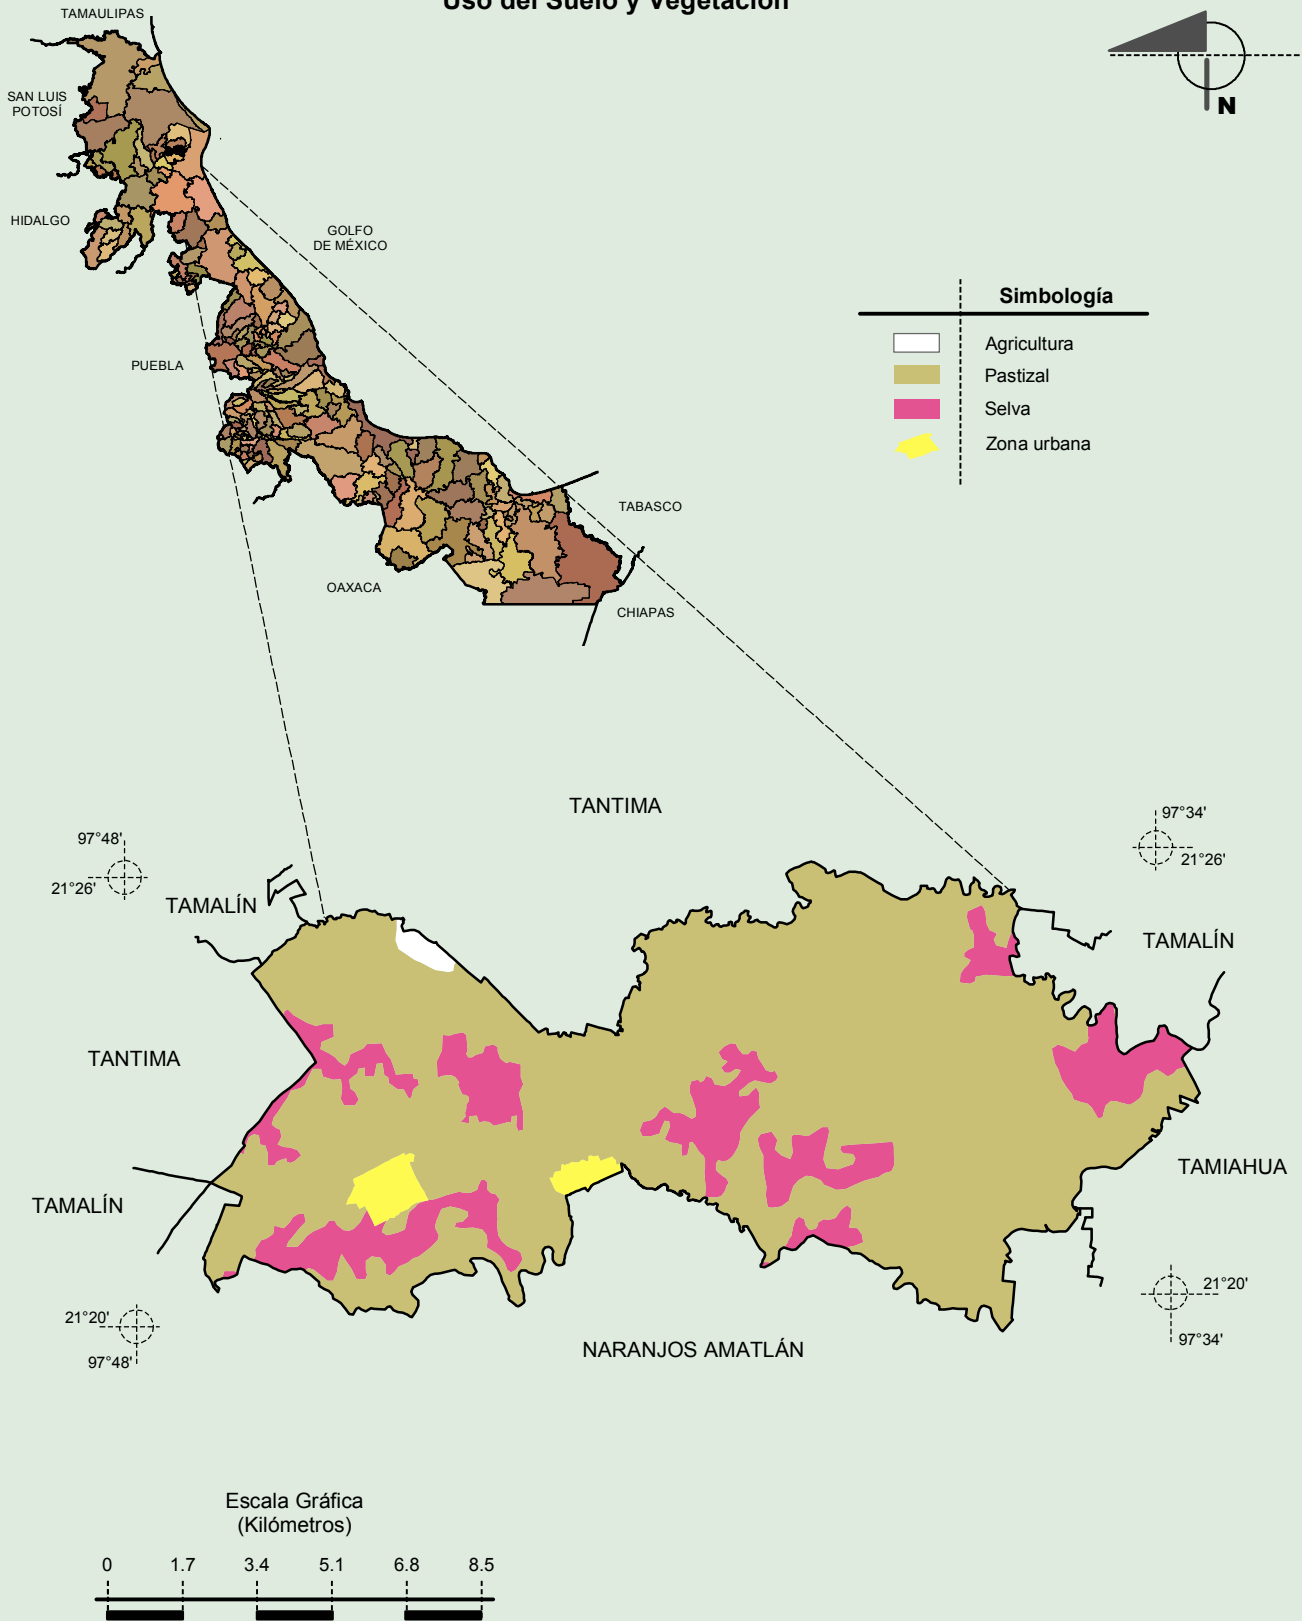 Uso del Suelo y Vegetación
TAMAULIPAS
N
SAN LUIS
POTOSÍ
HIDALGO
GOLFO
DE MÉXICO
Simbología
Agricultura
Pastizal
Selva
Zona urbana
PUEBLA
TABASCO
OAXACA
CHIAPAS
TANTIMA
97°48'
21°26'
97°34'
21°26'
TAMALÍN
TAMALÍN
TANTIMA
TAMIAHUA
TAMALÍN
21°20'
97°48'
21°20'
97°34'
NARANJOS AMATLÁN
Escala Gráfica
(Kilómetros)
0 1.7 3.4 5.1 6.8 8.5